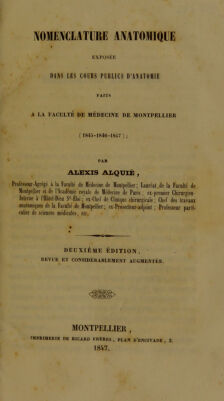 NOMENCLATURE ANATOMIQUE
EXPOSÉE
DANS LES COURS PUBLICS D'ANATOMIE
FAITS
A LA FACULTÉ DE MÉDECINE DE MONTPELLIER
(1845-1846-1847);
PAR
ALEXIS ALQUIÉ,
Professeur-Agrégé à la Faculté de Médecine de Montpellier; Lauréat de la Faculté de
Montpellier et de l'Académie royale de Médecine de Paris; ex-premier Chirurgien-
Interne à l'Hôtel-Dieu St-Éloi; ex-Chef de Clinique chirurgicale; Chef des travaux
anatomiques de la Faculté de Montpellier; ex-Prosecteur-adjoint; Professeur parti-
culier de sciences médicales, etc.
DEUXIÈME ÉDITION,
REVUE ET CONSIDÉRABLEMENT AUGMENTÉE.
MONTPELLIER,
IMPRIMERIE DE RICARD FRÈRES, PLAN D'ENCIVADE, 3.
1847.